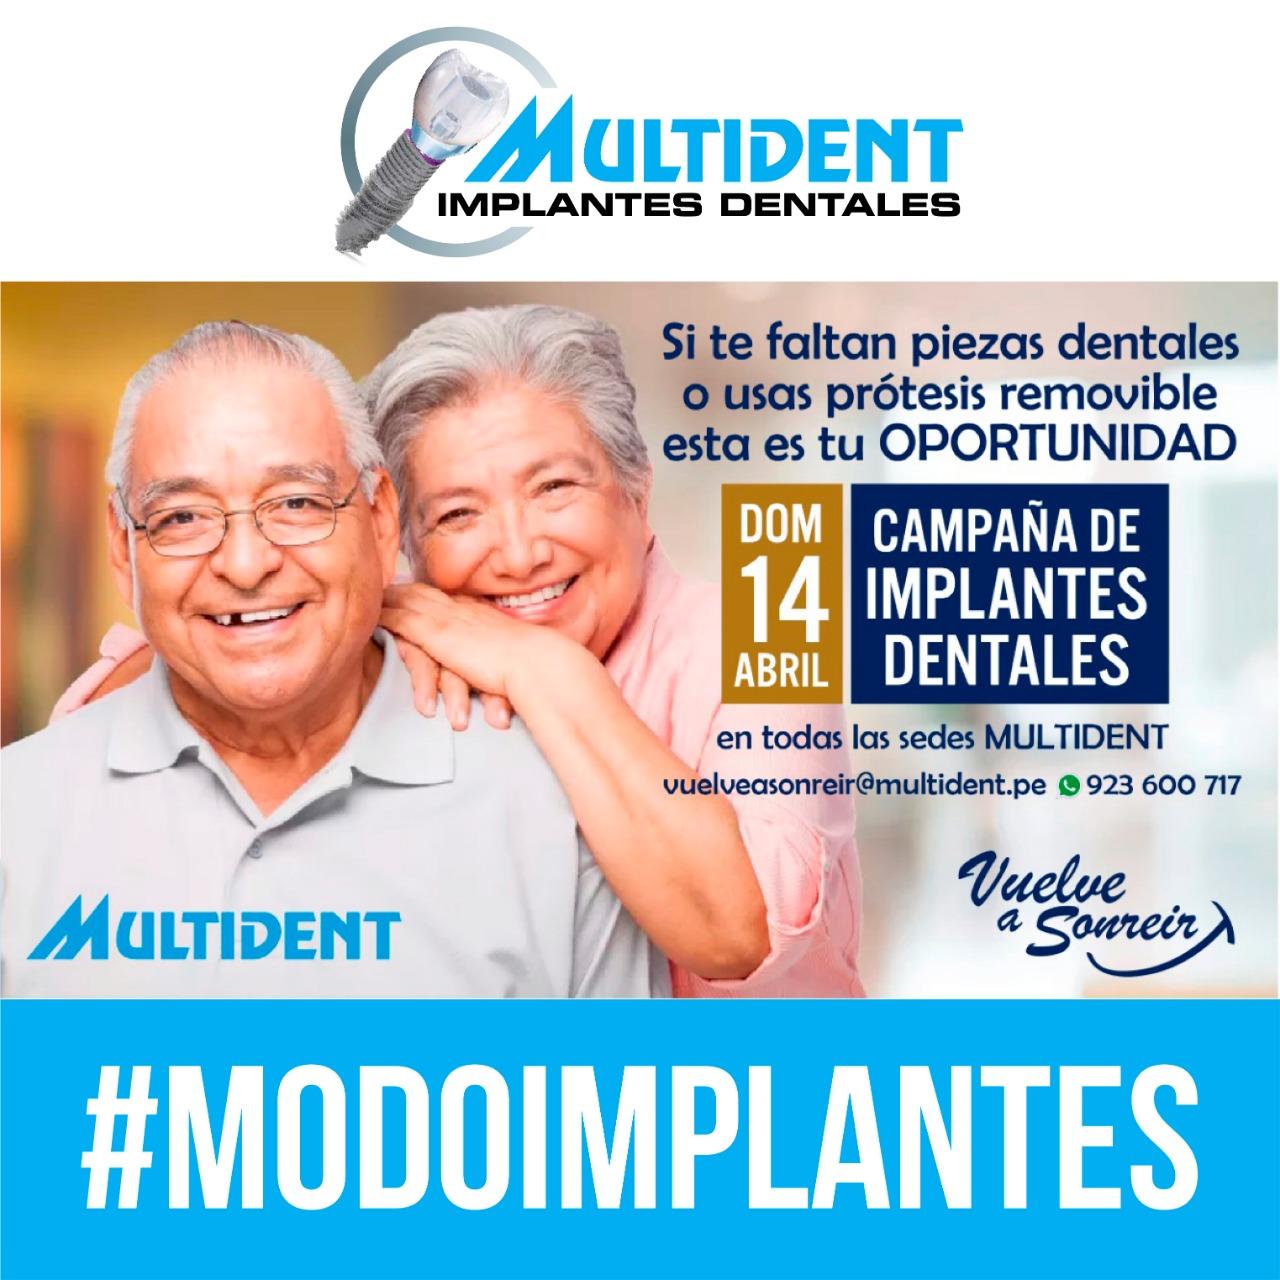 MULTIDENT
IMPLANTES DENTALES
Si te faltan piezas dentales
o usas prótesis removible
esta es tu OPORTUNIDAD
DOM
14
ABRIL
CAMPAÑA DE
IMPLANTES
DENTALES
en todas las sedes MULTIDENT
vuelveasonreir@multident.pe 923 600 717
Vuelve
a Sonreir
MULTIDENT
#MODOIMPLANTES